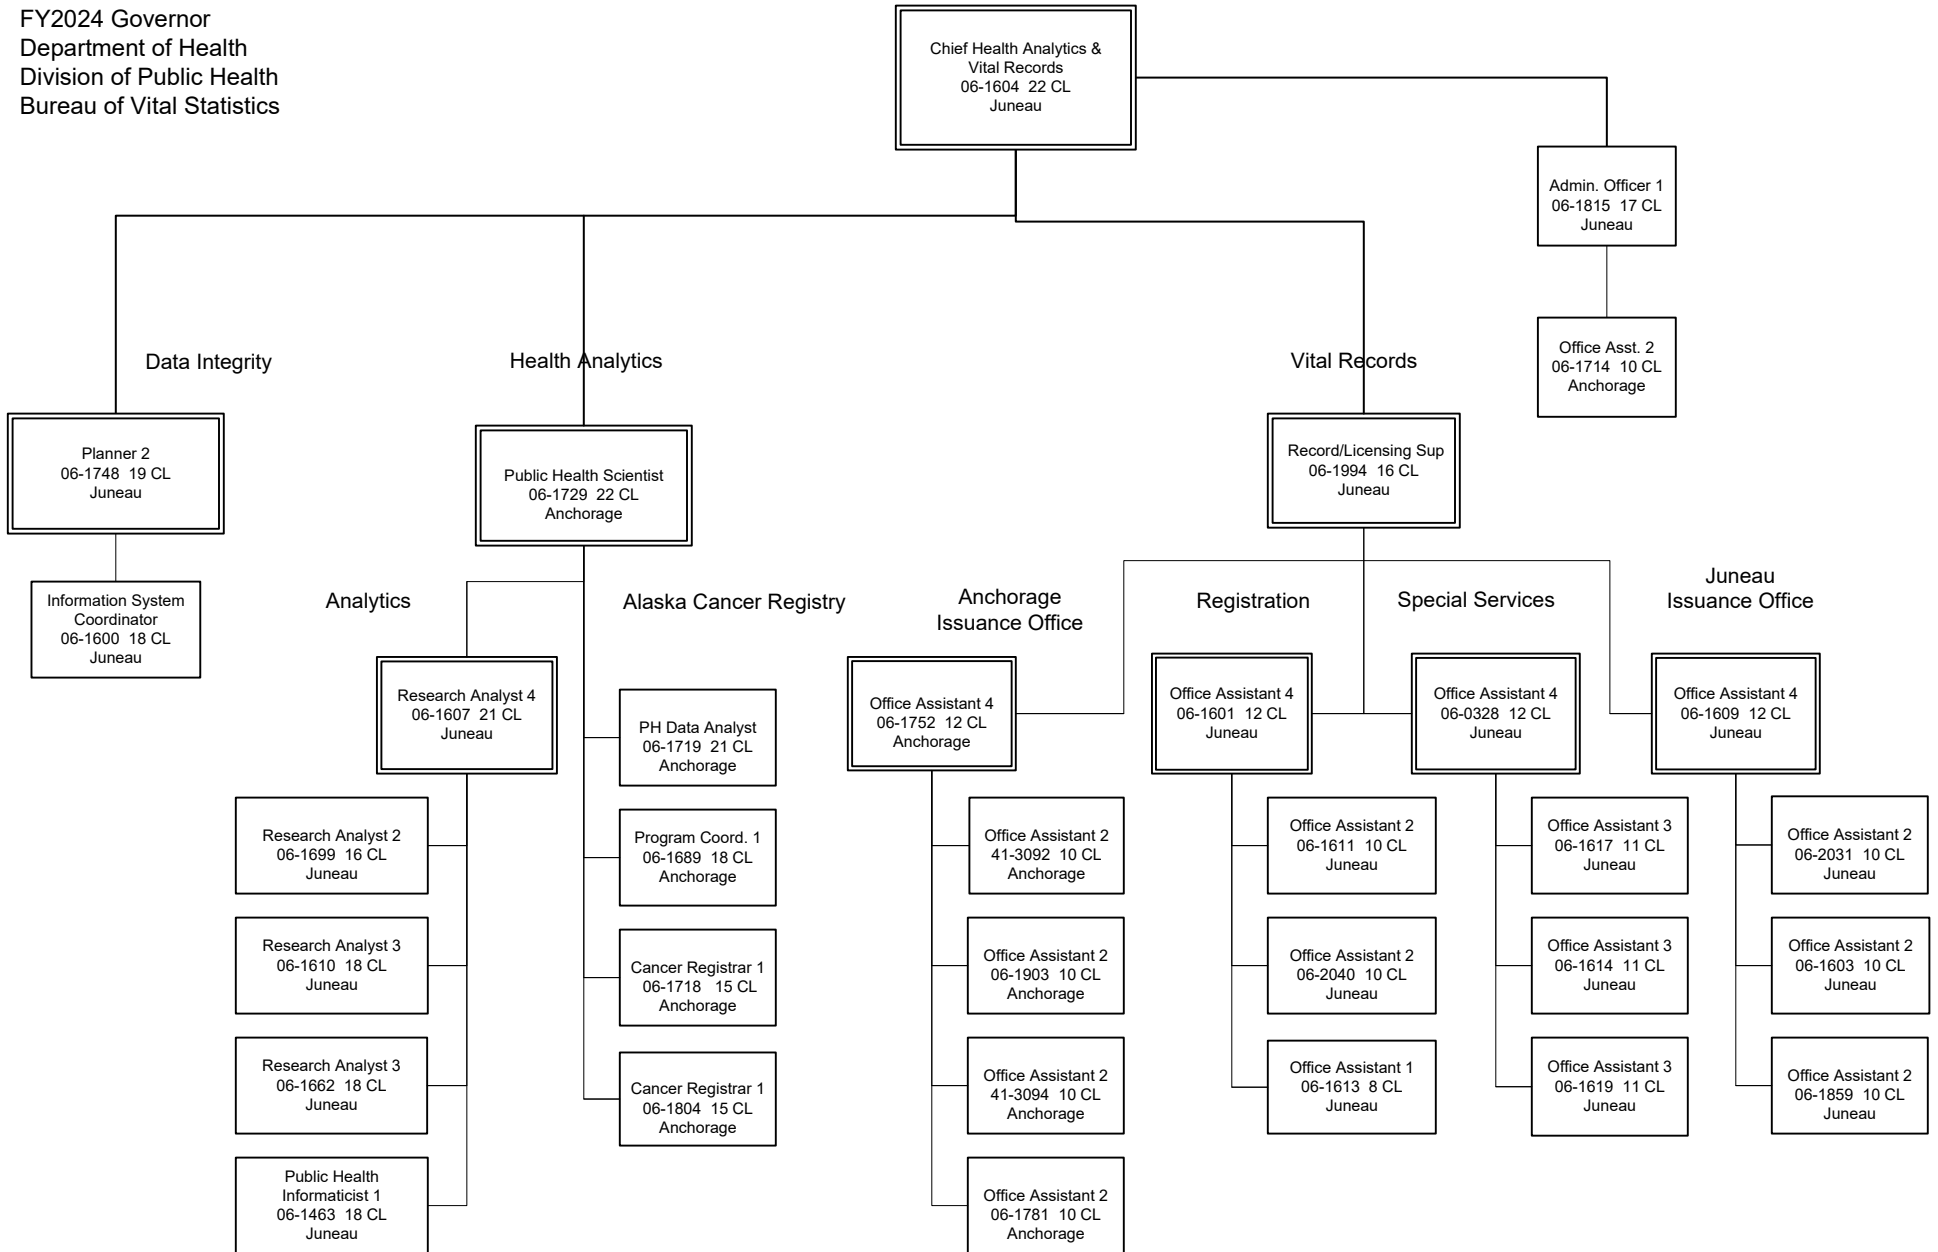 FY2024 Governor
Department of Health
Division of Public Health
Bureau of Vital Statistics
Chief Health Analytics &
Vital Records
06-1604 22 CL
Juneau
Admin. Officer 1
06-1815 17 CL
Juneau
Office Asst. 2
06-1714 10 CL
Anchorage
Data Integrity
Health Analytics
Vital Records
Planner 2
06-1748 19 CL
Juneau
Public Health Scientist
06-1729 22 CL
Anchorage
Record/Licensing Sup
06-1994 16 CL
Juneau
Information System
Coordinator
06-1600 18 CL
Juneau
Analytics
Alaska Cancer Registry
Anchorage
Issuance Office
Registration
Special Services
Juneau
Issuance Office
Research Analyst 4
06-1607 21 CL
Juneau
Research Analyst 2
06-1699 16 CL
Juneau
Research Analyst 3
06-1610 18 CL
Juneau
Research Analyst 3
06-1662 18 CL
Juneau
Public Health
Informaticist 1
06-1463 18 CL
Juneau
PH Data Analyst
06-1719 21 CL
Anchorage
Program Coord. 1
06-1689 18 CL
Anchorage
Cancer Registrar 1
06-1718 15 CL
Anchorage
Cancer Registrar 1
06-1804 15 CL
Anchorage
Office Assistant 4
06-1752 12 CL
Anchorage
Office Assistant 2
41-3092 10 CL
Anchorage
Office Assistant 2
06-1903 10 CL
Anchorage
Office Assistant 2
41-3094 10 CL
Anchorage
Office Assistant 2
06-1781 10 CL
Anchorage
Office Assistant 4
06-1601 12 CL
Juneau
Office Assistant 2
06-1611 10 CL
Juneau
Office Assistant 2
06-2040 10 CL
Juneau
Office Assistant 1
06-1613 8 CL
Juneau
Office Assistant 4
06-0328 12 CL
Juneau
Office Assistant 3
06-1617 11 CL
Juneau
Office Assistant 3
06-1614 11 CL
Juneau
Office Assistant 3
06-1619 11 CL
Juneau
Office Assistant 4
06-1609 12 CL
Juneau
Office Assistant 2
06-2031 10 CL
Juneau
Office Assistant 2
06-1603 10 CL
Juneau
Office Assistant 2
06-1859 10 CL
Juneau